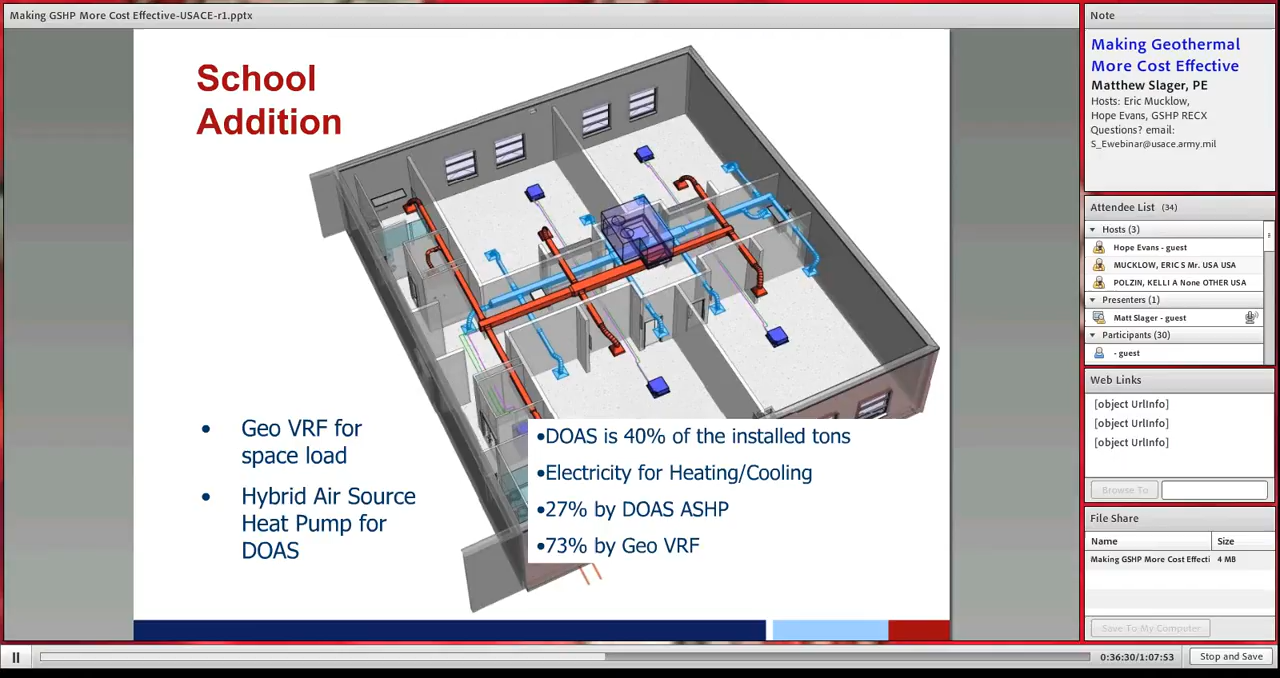 Making GSHP More Cost Effective-USACE-r1.pptx
School
Addition
• Geo VRF for
space load
• Hybrid Air Source
Heat Pump for
DOAS
•DOAS is 40% of the installed tons
•Electricity for Heating/Cooling
•27% by DOAS ASHP
•73% by Geo VRF
Note
Making Geothermal
More Cost Effective
Matthew Slager, PE
Hosts: Eric Mucklow,
Hope Evans, GSHP RECX
Questions? email:
S_Ewebinar@usace.army.mil
Attendee List (34)
Hosts (3)
Hope Evans - guest
MUCKLOW, ERIC S Mr. USA USA
POLZIN, KELLI A None OTHER USA
Presenters (1)
Matt Slager - guest
Participants (30)
- guest
Web Links
[object UrlInfo]
[object UrlInfo]
[object UrlInfo]
Browse To
File Share
Name Size
Making GSHP More Cost Effecti 4 MB
Save To My Computer
0:36:30/1:07:53
Stop and Save